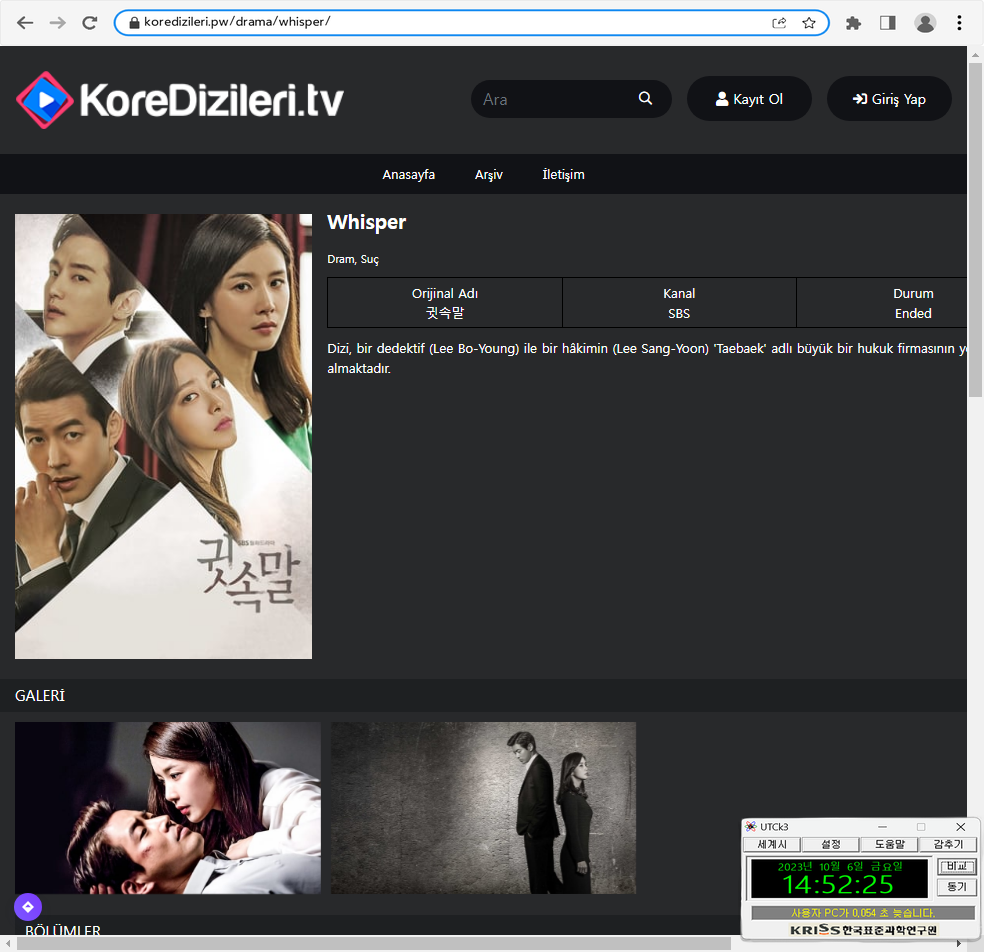 koredizileri.pw/drama/whisper/
KoreDizileri.tv
Ara
Kayıt Ol
Giriş Yap
Anasayfa
Arşiv
İletişim
Whisper
Dram, Suç
Orijinal Adı
귓속말
Kanal
SBS
Durum
Ended
Dizi, bir dedektif (Lee Bo-Young) ile bir hâkimin (Lee Sang-Yoon) 'Taebaek' adlı büyük bir hukuk firmasının
almaktadır.
귓속말
GALERİ
BÖLÜMLER
UTCk3
세계시
설정
도움말
감추기
2023년 10월 6일 금요일
14:52:25
비교
동기
사용자 PC가 0.054 초 늦습니다.
KRISS 한국표준과학연구원